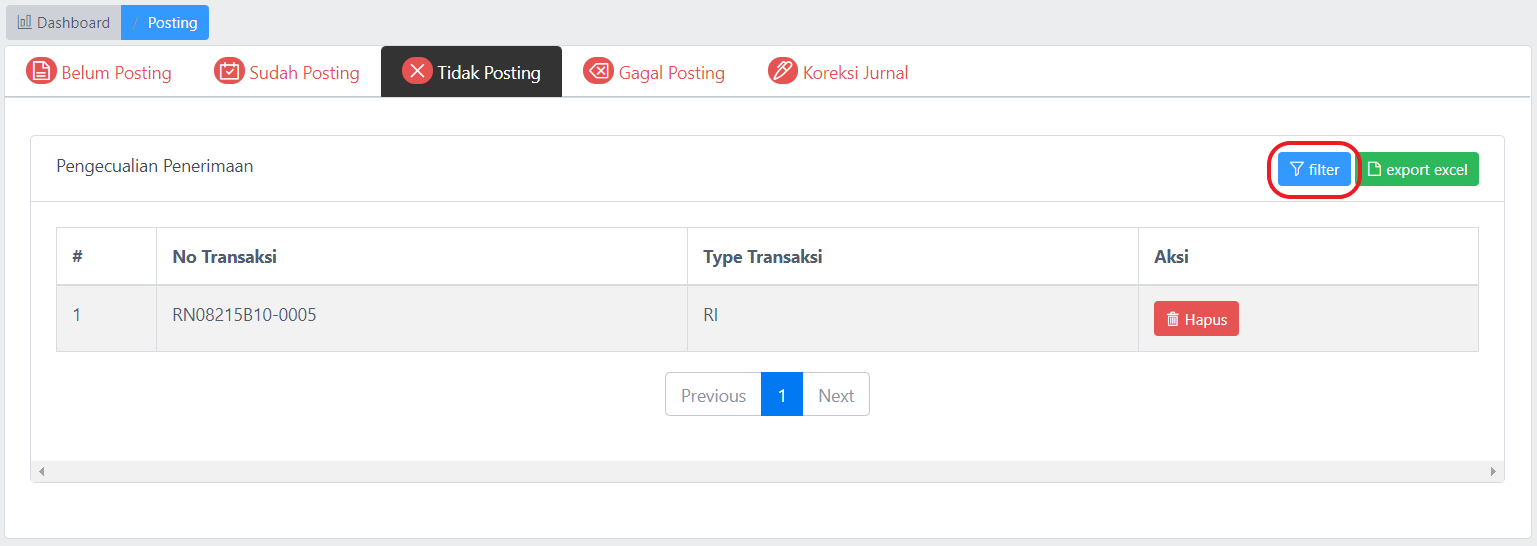 Dashboard / Posting
Belum Posting Sudah Posting Tidak Posting Gagal Posting Koreksi Jurnal
Pengecualian Penerimaan filter export excel
# No Transaksi Type Transaksi Aksi
1 RN08215B10-0005 RI Hapus
Previous 1 Next